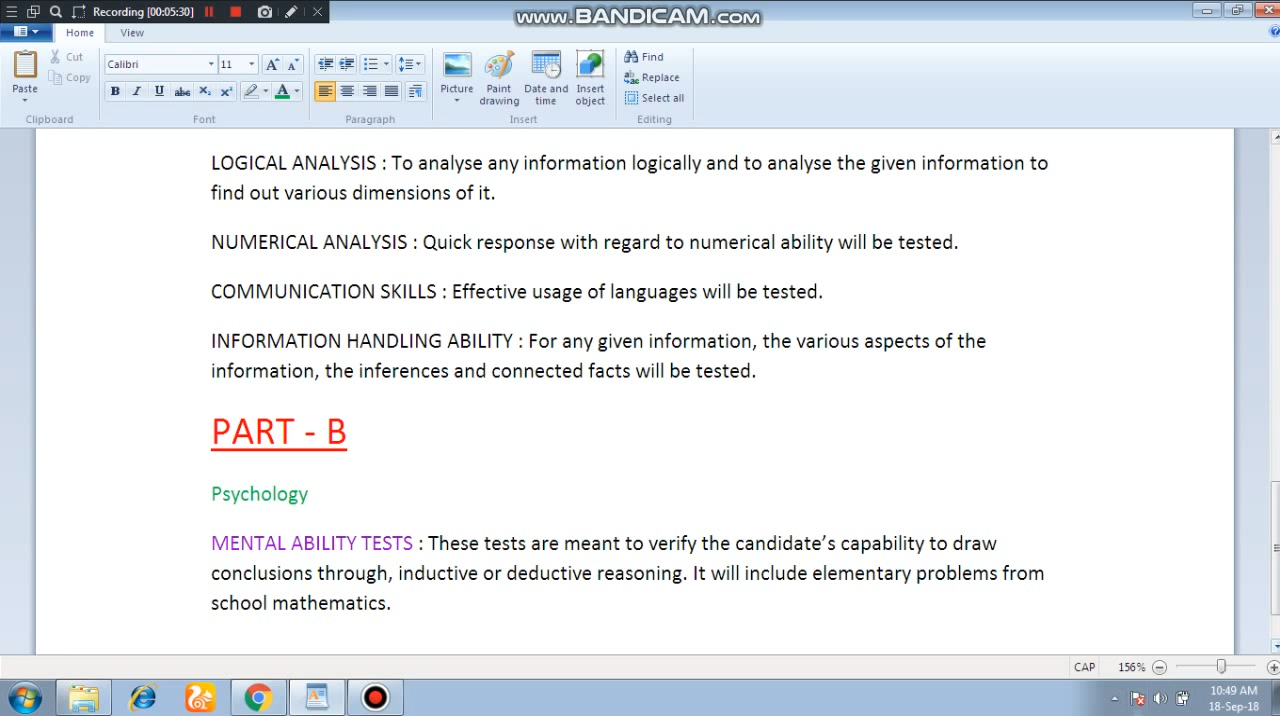 Recording [00:05:30]
www.BANDICAM.com
Home View
Cut
Copy
Paste
Clipboard
Calibri 11
B I U abc X₂ X² A
Font
Paragraph
Picture
Paint drawing
Date and time
Insert object
Insert
Find
Replace
Select all
Editing
LOGICAL ANALYSIS : To analyse any information logically and to analyse the given information to
find out various dimensions of it.
NUMERICAL ANALYSIS : Quick response with regard to numerical ability will be tested.
COMMUNICATION SKILLS : Effective usage of languages will be tested.
INFORMATION HANDLING ABILITY : For any given information, the various aspects of the
information, the inferences and connected facts will be tested.
PART - B
Psychology
MENTAL ABILITY TESTS : These tests are meant to verify the candidate’s capability to draw
conclusions through, inductive or deductive reasoning. It will include elementary problems from
school mathematics.
CAP 156%
10:49 AM
18-Sep-18